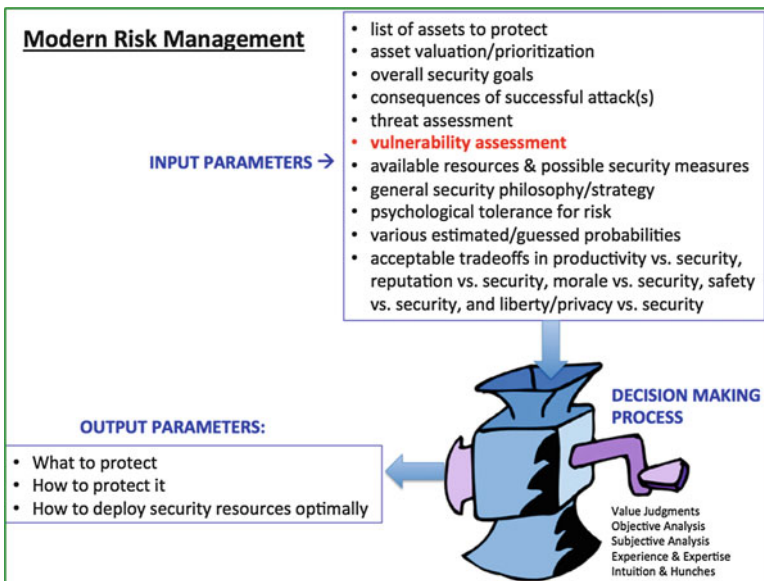 Modern Risk Management
• list of assets to protect
• asset valuation/prioritization
• overall security goals
• consequences of successful attack(s)
• threat assessment
• vulnerability assessment
• available resources & possible security measures
• general security philosophy/strategy
• psychological tolerance for risk
• various estimated/guessed probabilities
• acceptable tradeoffs in productivity vs. security,
reputation vs. security, morale vs. security, safety
vs. security, and liberty/privacy vs. security
INPUT PARAMETERS →
DECISION MAKING
PROCESS
OUTPUT PARAMETERS:
• What to protect
• How to protect it
• How to deploy security resources optimally
Value Judgments
Objective Analysis
Subjective Analysis
Experience & Expertise
Intuition & Hunches